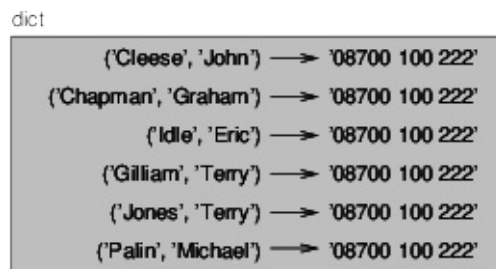 dict
('Cleese', 'John') → '08700 100 222'
('Chapman', 'Graham') → '08700 100 222'
('Idle', 'Eric') → '08700 100 222'
('Gilliam', 'Terry') → '08700 100 222'
('Jones', 'Terry') → '08700 100 222'
('Palin', 'Michael') → '08700 100 222'